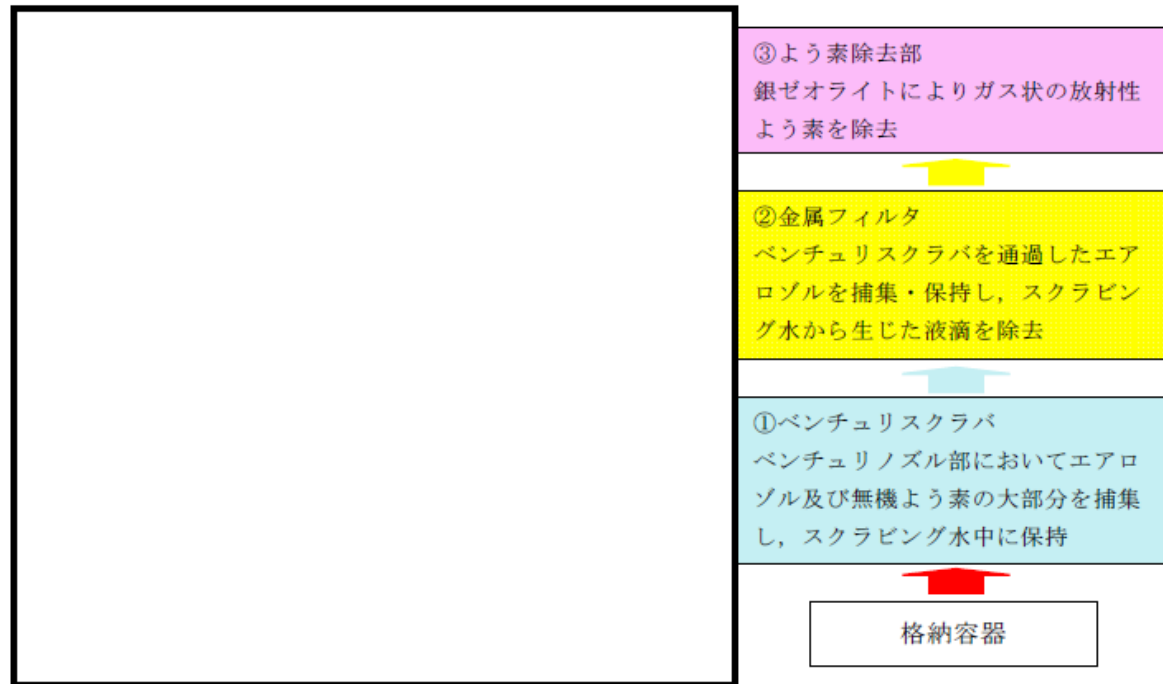 ③よう素除去部
銀ゼオライトによりガス状の放射性
よう素を除去
②金属フィルタ
ベンチュリスクラバを通過したエア
ロゾルを捕集・保持し，スクラビン
グ水から生じた液滴を除去
①ベンチュリスクラバ
ベンチュリノズル部においてエアロ
ゾル及び無機よう素の大部分を捕集
し，スクラビング水中に保持
格納容器